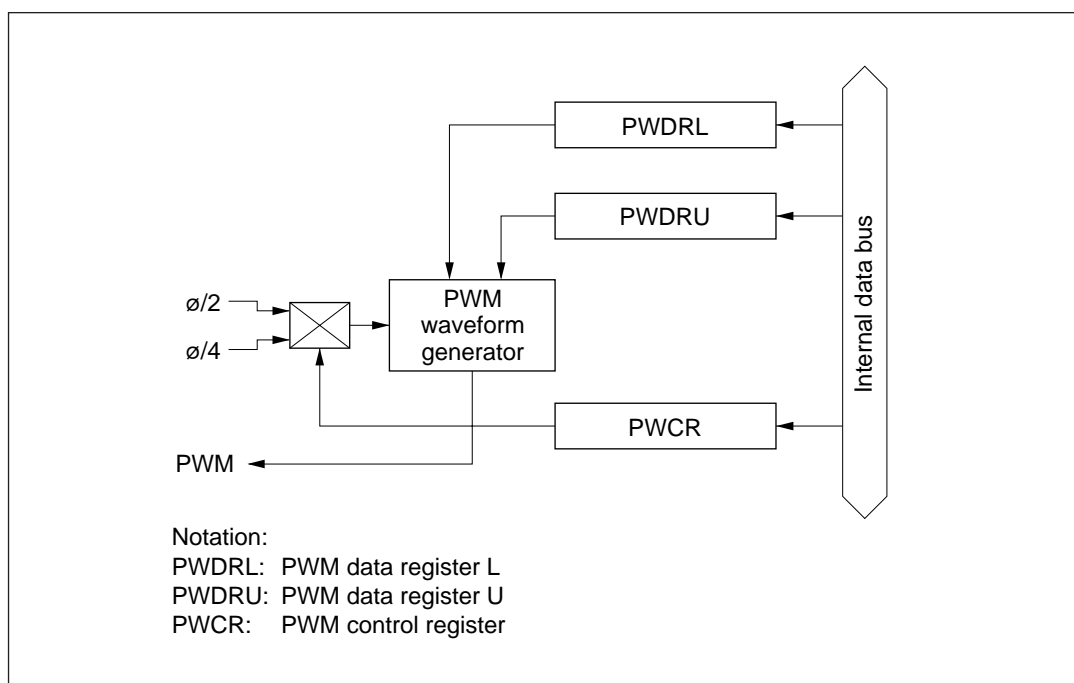 PWDRL
PWDRU
Internal data bus
ø/2
ø/4
PWM
waveform
generator
PWCR
PWM
Notation:
PWDRL: PWM data register L
PWDRU: PWM data register U
PWCR: PWM control register